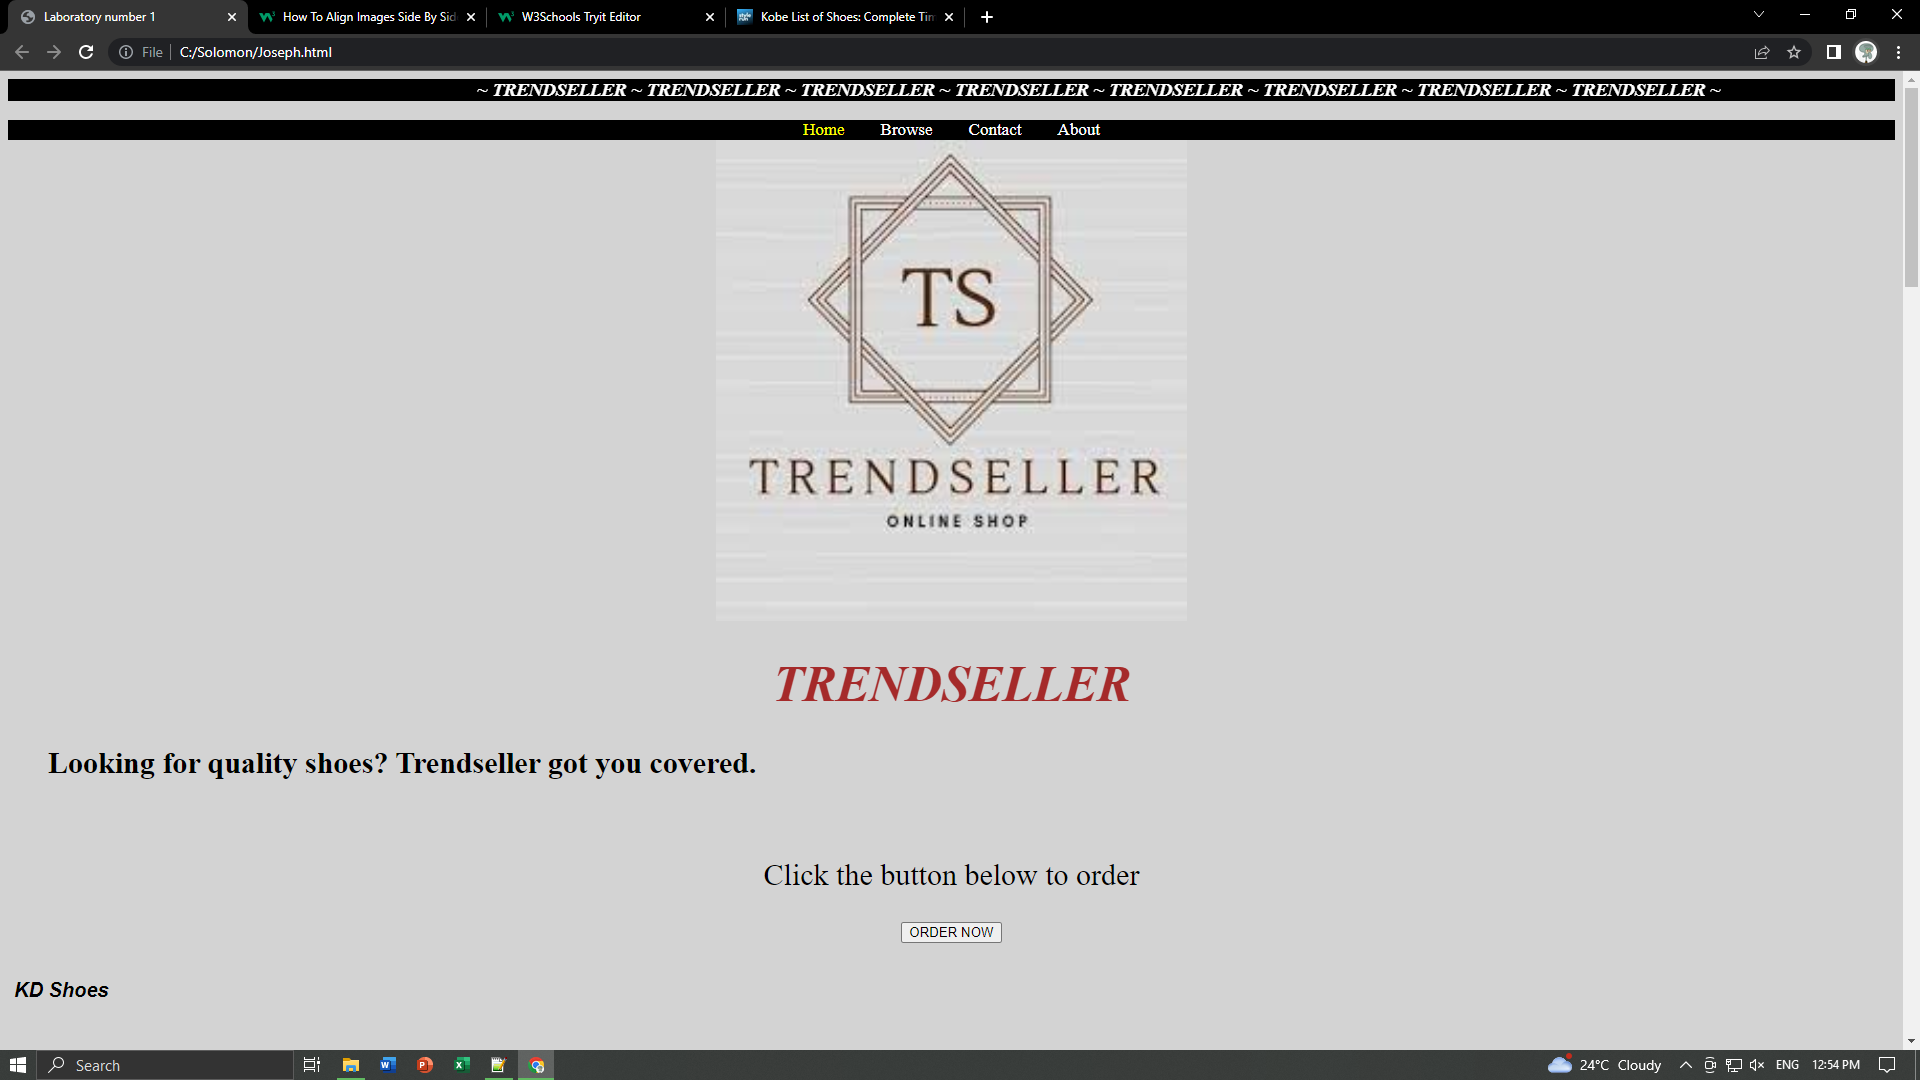 Laboratory number 1
How To Align Images Side By Sid
W3Schools Tryit Editor
Kobe List of Shoes: Complete Tim
File
C:/Solomon/Joseph.html
~ TRENDSELLER ~ TRENDSELLER ~ TRENDSELLER ~ TRENDSELLER ~ TRENDSELLER ~ TRENDSELLER ~ TRENDSELLER ~ TRENDSELLER ~
Home Browse Contact About
TS
TRENDSELLER
ONLINE SHOP
TRENDSELLER
Looking for quality shoes? Trendseller got you covered.
Click the button below to order
ORDER NOW
KD Shoes
Search
24°C Cloudy
ENG
12:54 PM